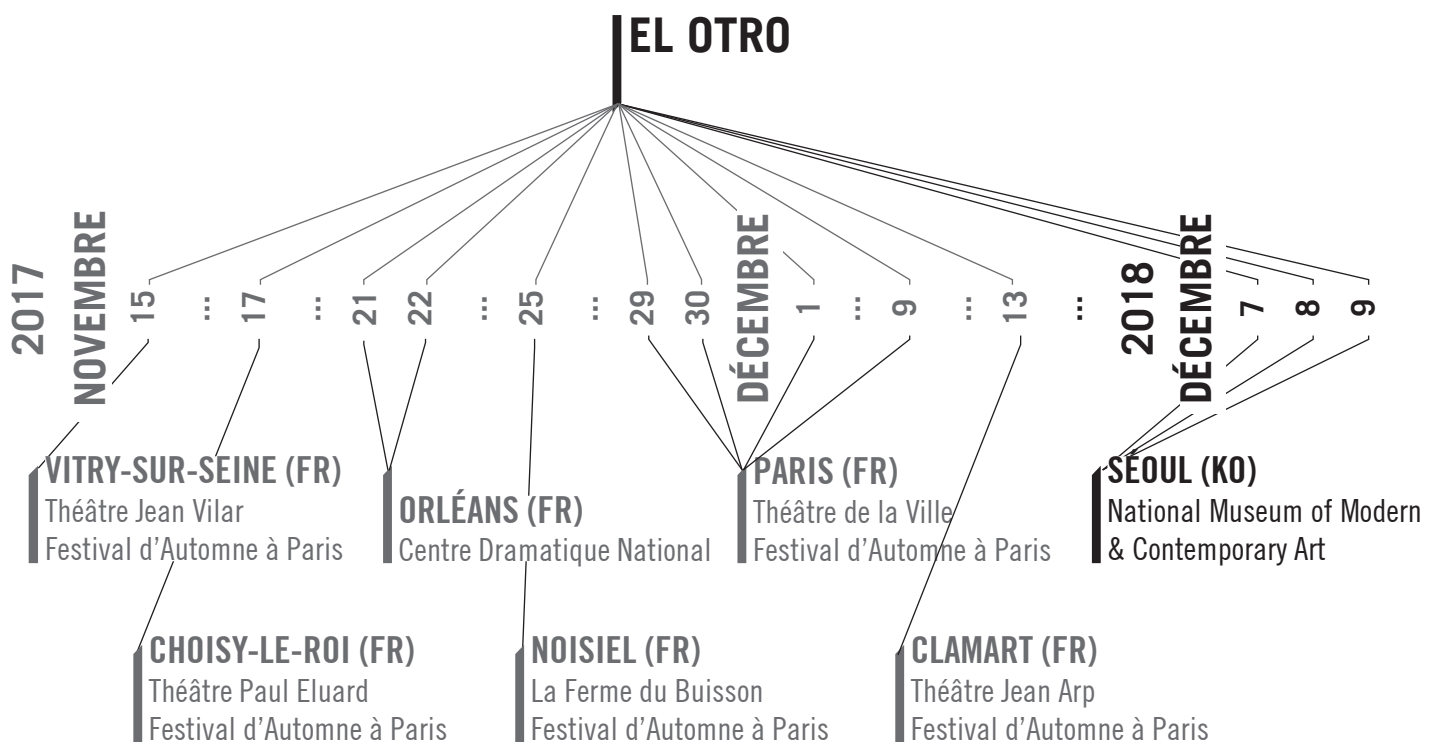 EL OTRO
2017
NOVEMBRE
15
...
17
...
21
22
...
25
...
29
30
DÉCEMBRE
1
...
9
...
13
...
2018
DÉCEMBRE
7
8
9
VITRY-SUR-SEINE (FR)
Théâtre Jean Vilar
Festival d’Automne à Paris
ORLÉANS (FR)
Centre Dramatique National
PARIS (FR)
Théâtre de la Ville
Festival d’Automne à Paris
SÉOUL (KO)
National Museum of Modern
& Contemporary Art
CHOISY-LE-ROI (FR)
Théâtre Paul Eluard
Festival d’Automne à Paris
NOISIEL (FR)
La Ferme du Buisson
Festival d’Automne à Paris
CLAMART (FR)
Théâtre Jean Arp
Festival d’Automne à Paris